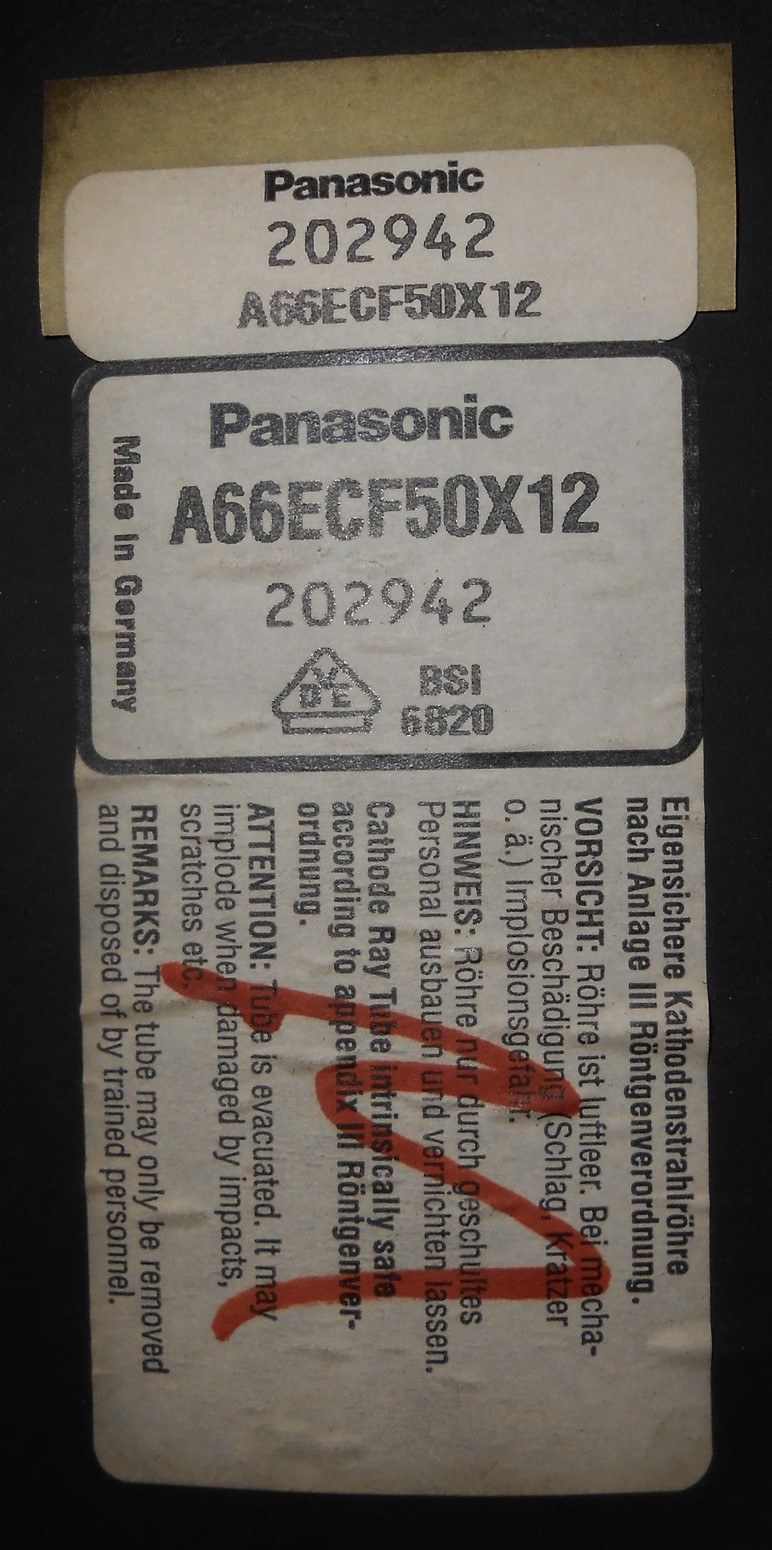 Panasonic
202942
A66ECF50X12
Panasonic
A66ECF50X12
202942
VDE
BSI
6820
Made in Germany
Eigensichere Kathodenstrahlröhre
nach Anlage III Röntgenverordnung.
VORSICHT: Röhre ist luftleer. Bei mecha-
nischer Beschädigung (Schlag, Kratzer
o. ä.) Implosionsgefahr.
HINWEIS: Röhre nur durch geschultes
Personal ausbauen und vernichten lassen.
Cathode Ray Tube intrinsically safe
according to appendix III Röntgenver-
ordnung.
ATTENTION: Tube is evacuated. It may
implode when damaged by impacts,
scratches etc.
REMARKS: The tube may only be removed
and disposed of by trained personnel.